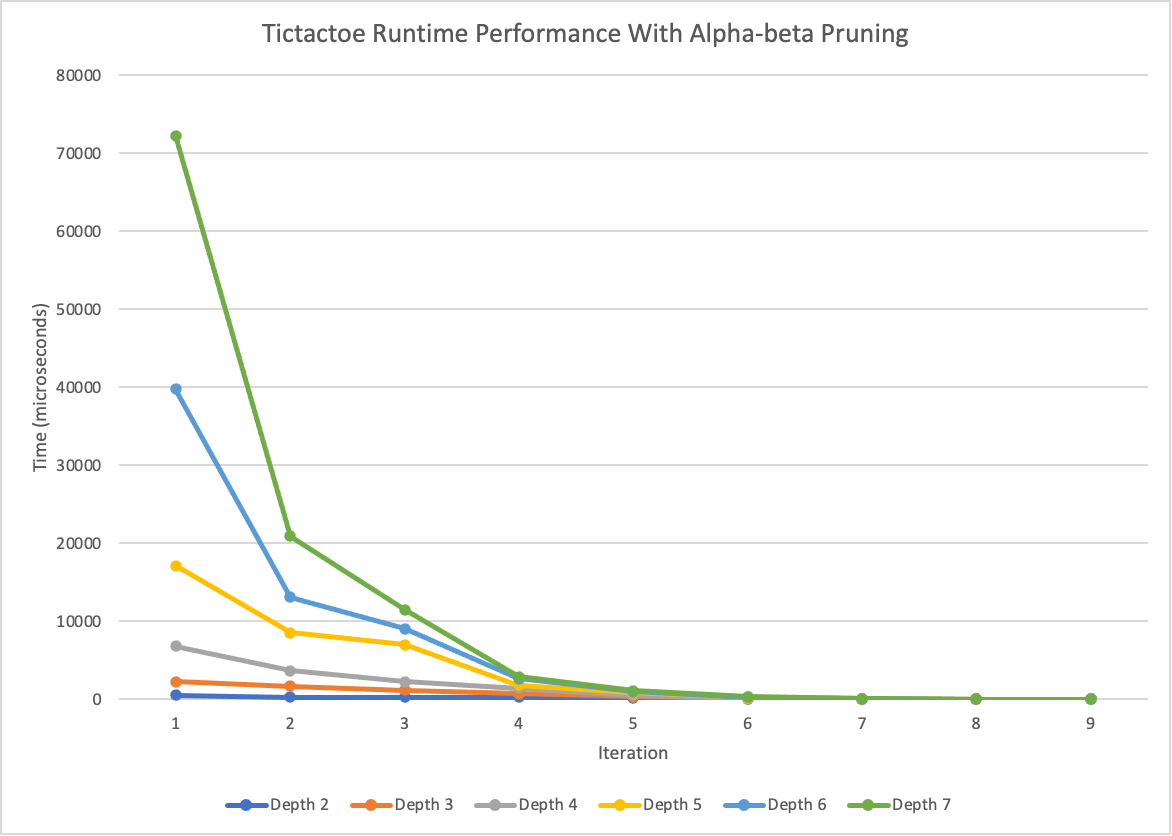 Tictactoe Runtime Performance With Alpha-beta Pruning
80000
70000
60000
50000
40000
30000
20000
10000
0
Time (microseconds)
1 2 3 4 5 6 7 8 9
Iteration
Depth 2 Depth 3 Depth 4 Depth 5 Depth 6 Depth 7